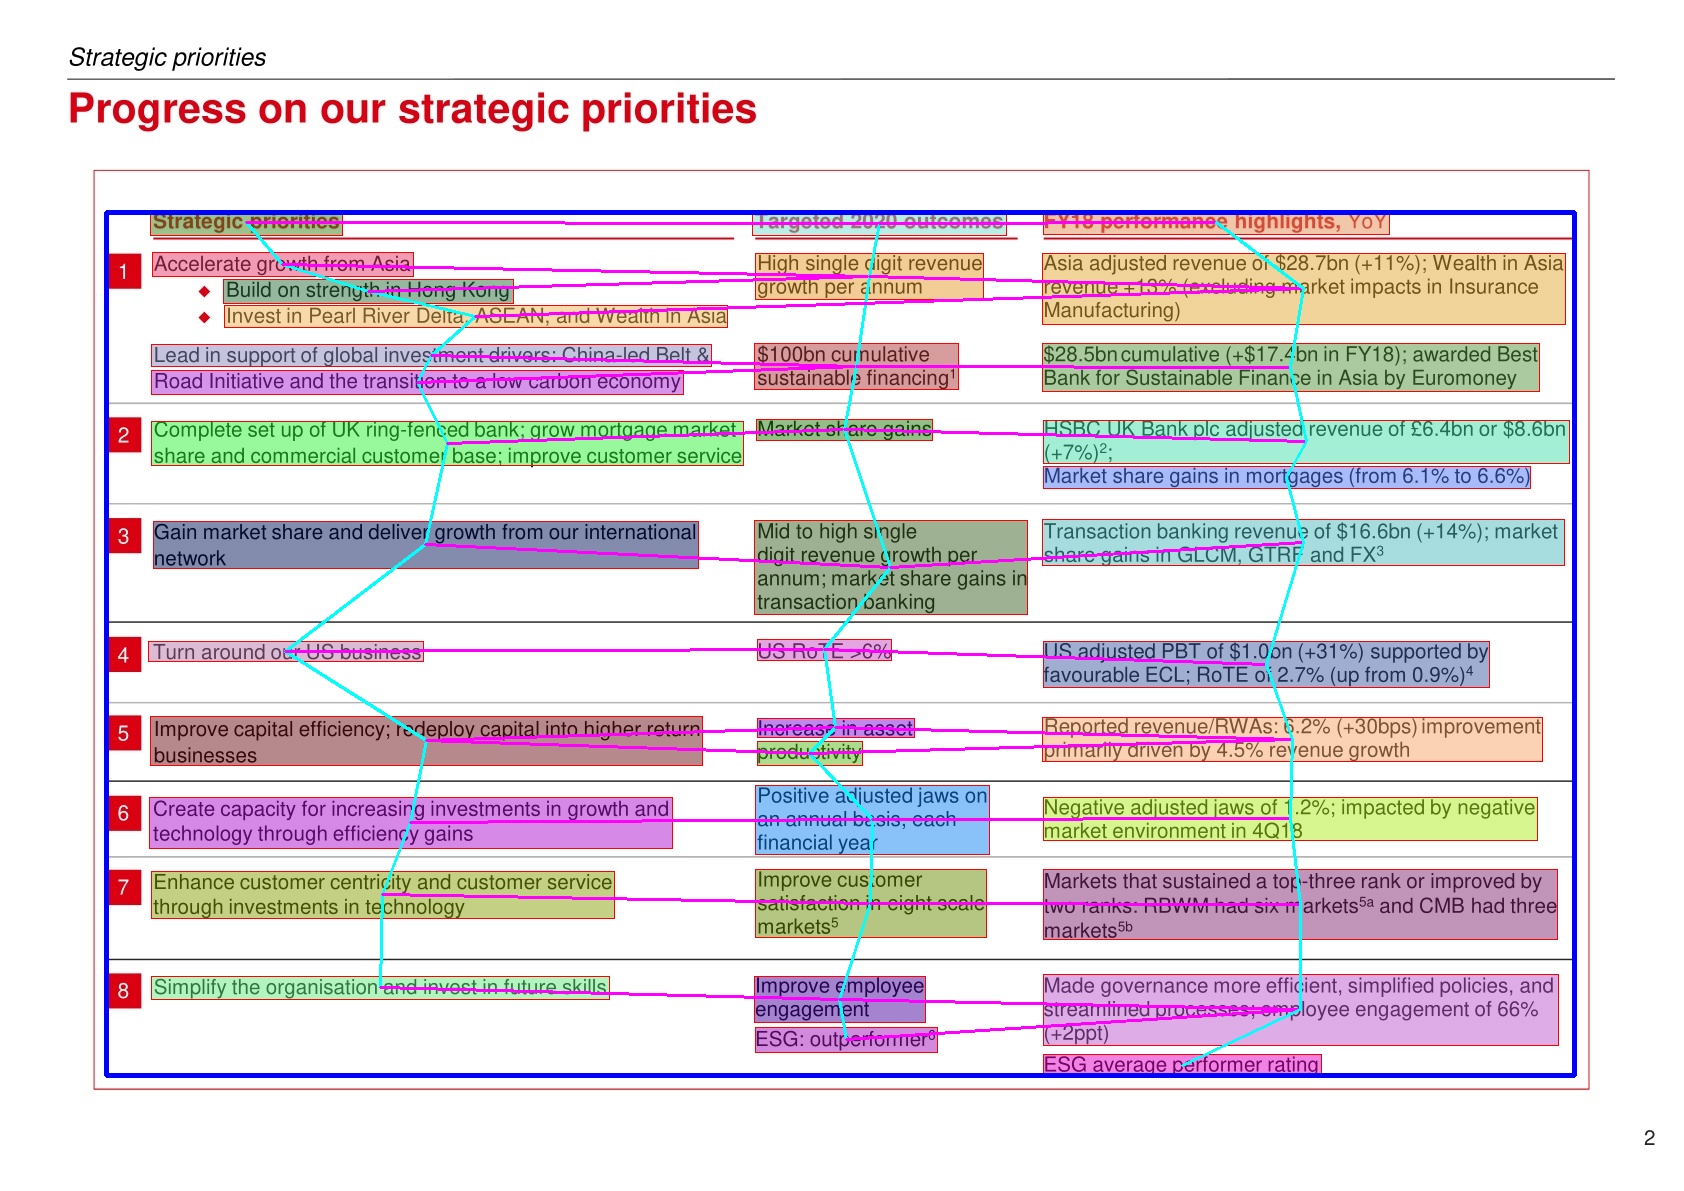 Strategic priorities
Progress on our strategic priorities
Strategic priorities Targeted 2020 outcomes FY18 performance highlights, YoY
1
Accelerate growth from Asia
◆ Build on strength in Hong Kong
◆ Invest in Pearl River Delta, ASEAN, and Wealth in Asia
High single digit revenue
growth per annum
Asia adjusted revenue of $28.7bn (+11%); Wealth in Asia
revenue +13% (excluding market impacts in Insurance
Manufacturing)
Lead in support of global investment drivers: China-led Belt &
Road Initiative and the transition to a low carbon economy
$100bn cumulative
sustainable financing1
$28.5bn cumulative (+$17.4bn in FY18); awarded Best
Bank for Sustainable Finance in Asia by Euromoney
2
Complete set up of UK ring-fenced bank; grow mortgage market
share and commercial customer base; improve customer service
Market share gains
HSBC UK Bank plc adjusted revenue of £6.4bn or $8.6bn
(+7%)2;
Market share gains in mortgages (from 6.1% to 6.6%)
3
Gain market share and deliver growth from our international
network
Mid to high single
digit revenue growth per
annum; market share gains in
transaction banking
Transaction banking revenue of $16.6bn (+14%); market
share gains in GLCM, GTRF and FX3
4
Turn around our US business
US RoTE >6%
US adjusted PBT of $1.0bn (+31%) supported by
favourable ECL; RoTE of 2.7% (up from 0.9%)4
5
Improve capital efficiency; redeploy capital into higher return
businesses
Increase in asset
productivity
Reported revenue/RWAs: 6.2% (+30bps) improvement
primarily driven by 4.5% revenue growth
6
Create capacity for increasing investments in growth and
technology through efficiency gains
Positive adjusted jaws on
an annual basis, each
financial year
Negative adjusted jaws of 1.2%; impacted by negative
market environment in 4Q18
7
Enhance customer centricity and customer service
through investments in technology
Improve customer
satisfaction in eight scale
markets5
Markets that sustained a top-three rank or improved by
two ranks: RBWM had six markets5a and CMB had three
markets5b
8
Simplify the organisation and invest in future skills
Improve employee
engagement
ESG: outperformer6
Made governance more efficient, simplified policies, and
streamlined processes; employee engagement of 66%
(+2ppt)
ESG average performer rating
2